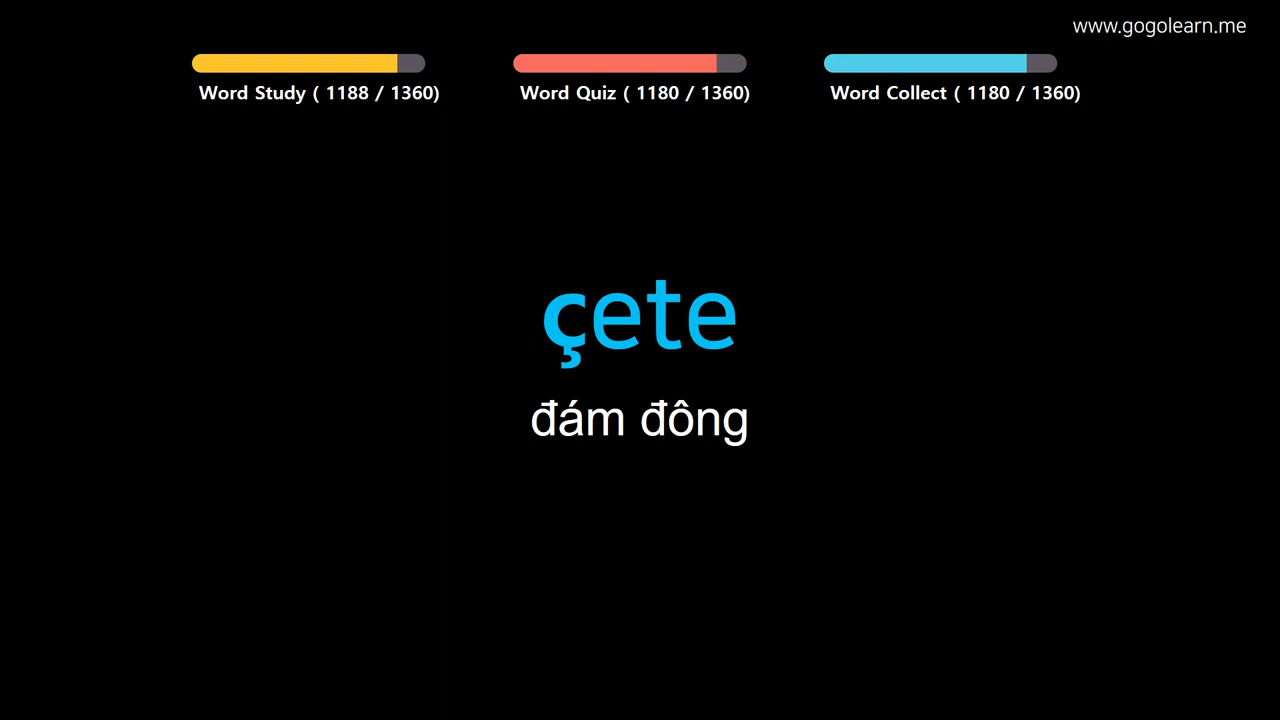 www.gogolearn.me
Word Study ( 1188 / 1360)
Word Quiz ( 1180 / 1360)
Word Collect ( 1180 / 1360)
çete
đám đông